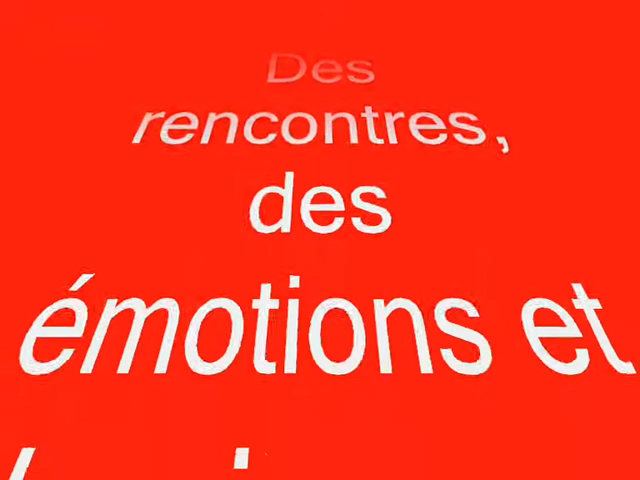 Des
rencontres,
des
émotions et